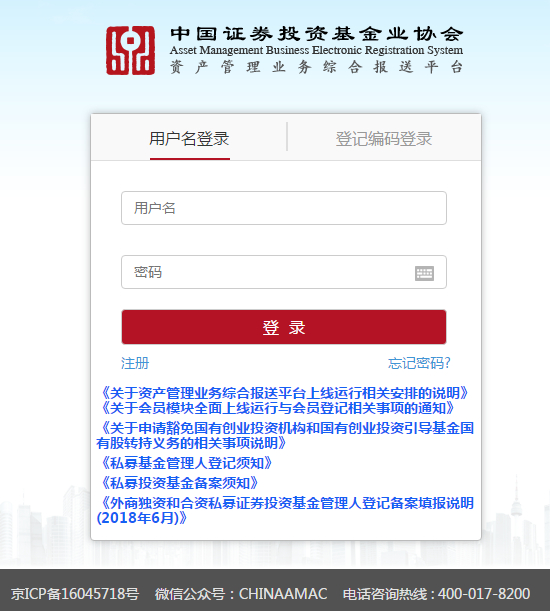 中国证券投资基金业协会
Asset Management Business Electronic Registration System
资产管理业务综合报送平台
用户名登录
登记编码登录
用户名
密码
登 录
注册
忘记密码?
《关于资产管理业务综合报送平台上线运行相关安排的说明》
《关于会员模块全面上线运行与会员登记相关事项的通知》
《关于申请豁免国有创业投资机构和国有创业投资引导基金国
有股转持义务的相关事项说明》
《私募基金管理人登记须知》
《私募投资基金备案须知》
《外商独资和合资私募证券投资基金管理人登记备案填报说明
(2018年6月)》
京ICP备16045718号 微信公众号：CHINAAMAC 电话咨询热线 : 400-017-8200